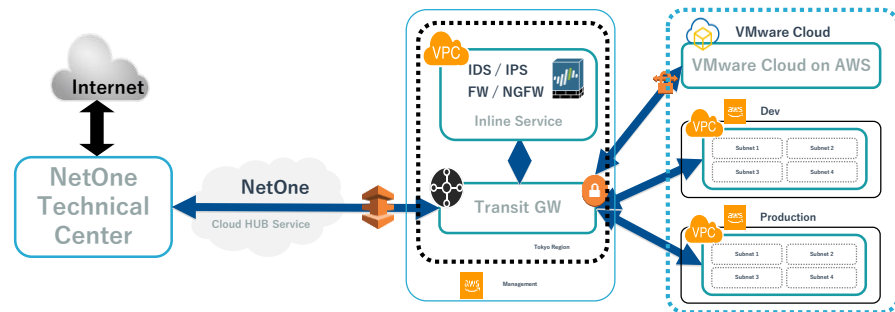 Internet
NetOne
Technical
Center
NetOne
Cloud HUB Service
VPC
IDS / IPS
FW / NGFW
Inline Service
Transit GW
Tokyo Region
aws
Management
VMware Cloud
VMware Cloud on AWS
aws
Dev
VPC
Subnet 1
Subnet 2
Subnet 3
Subnet 4
aws
Production
VPC
Subnet 1
Subnet 2
Subnet 3
Subnet 4